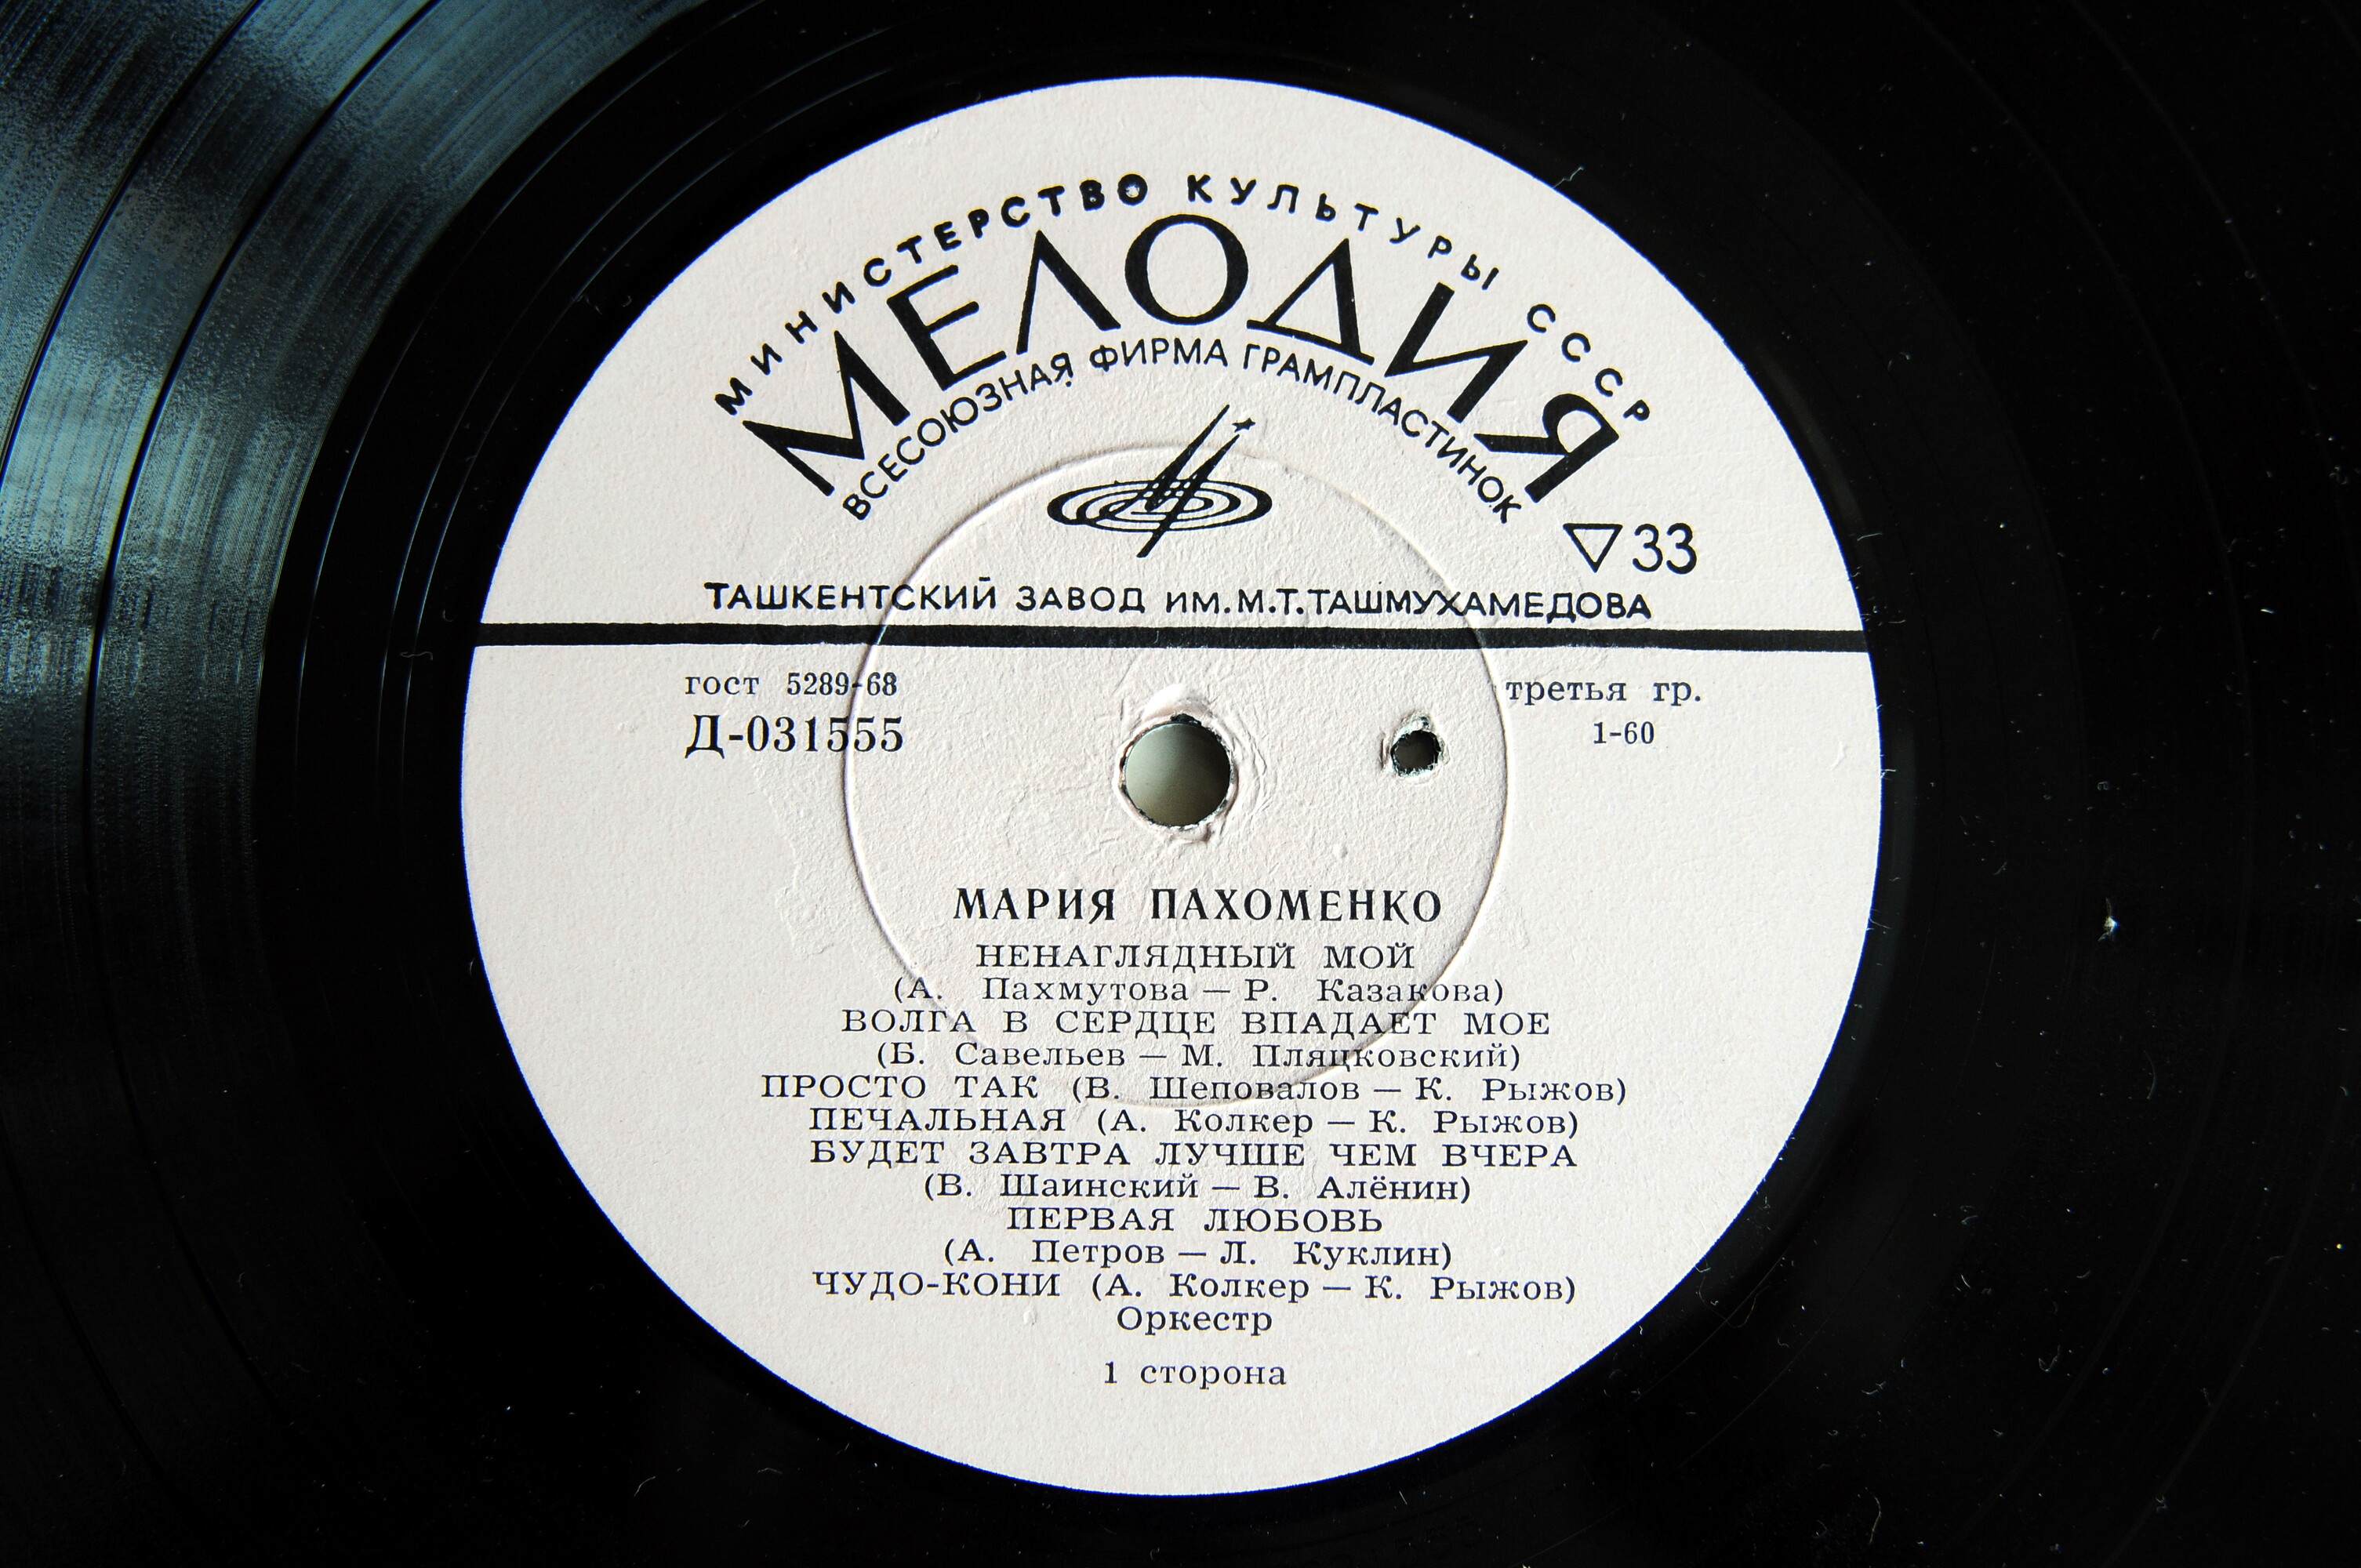 МИНИСТЕРСТВО КУЛЬТУРЫ СССР
МЕЛОДИЯ
ВСЕСОЮЗНАЯ ФИРМА ГРАМПЛАСТИНОК
33
ТАШКЕНТСКИЙ ЗАВОД ИМ. М.Т. ТАШМУХАМЕДОВА
гост 5289-68
третья гр.
Д-031555
1-60
МАРИЯ ПАХОМЕНКО
НЕНАГЛЯДНЫЙ МОЙ
(А. Пахмутова — Р. Казакова)
ВОЛГА В СЕРДЦЕ ВПАДАЕТ МОЕ
(Б. Савельев — М. Пляцковский)
ПРОСТО ТАК (В. Шеповалов — К. Рыжов)
ПЕЧАЛЬНАЯ (А. Колкер — К. Рыжов)
БУДЕТ ЗАВТРА ЛУЧШЕ ЧЕМ ВЧЕРА
(В. Шаинский — В. Алёнин)
ПЕРВАЯ ЛЮБОВЬ
(А. Петров — Л. Куклин)
ЧУДО-КОНИ (А. Колкер — К. Рыжов)
Оркестр
1 сторона